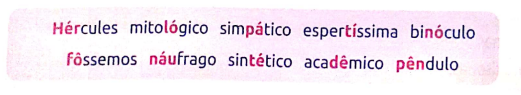 Hércules mitológico simpático espertíssima binóculo
fôssemos náufrago sintético acadêmico pêndulo